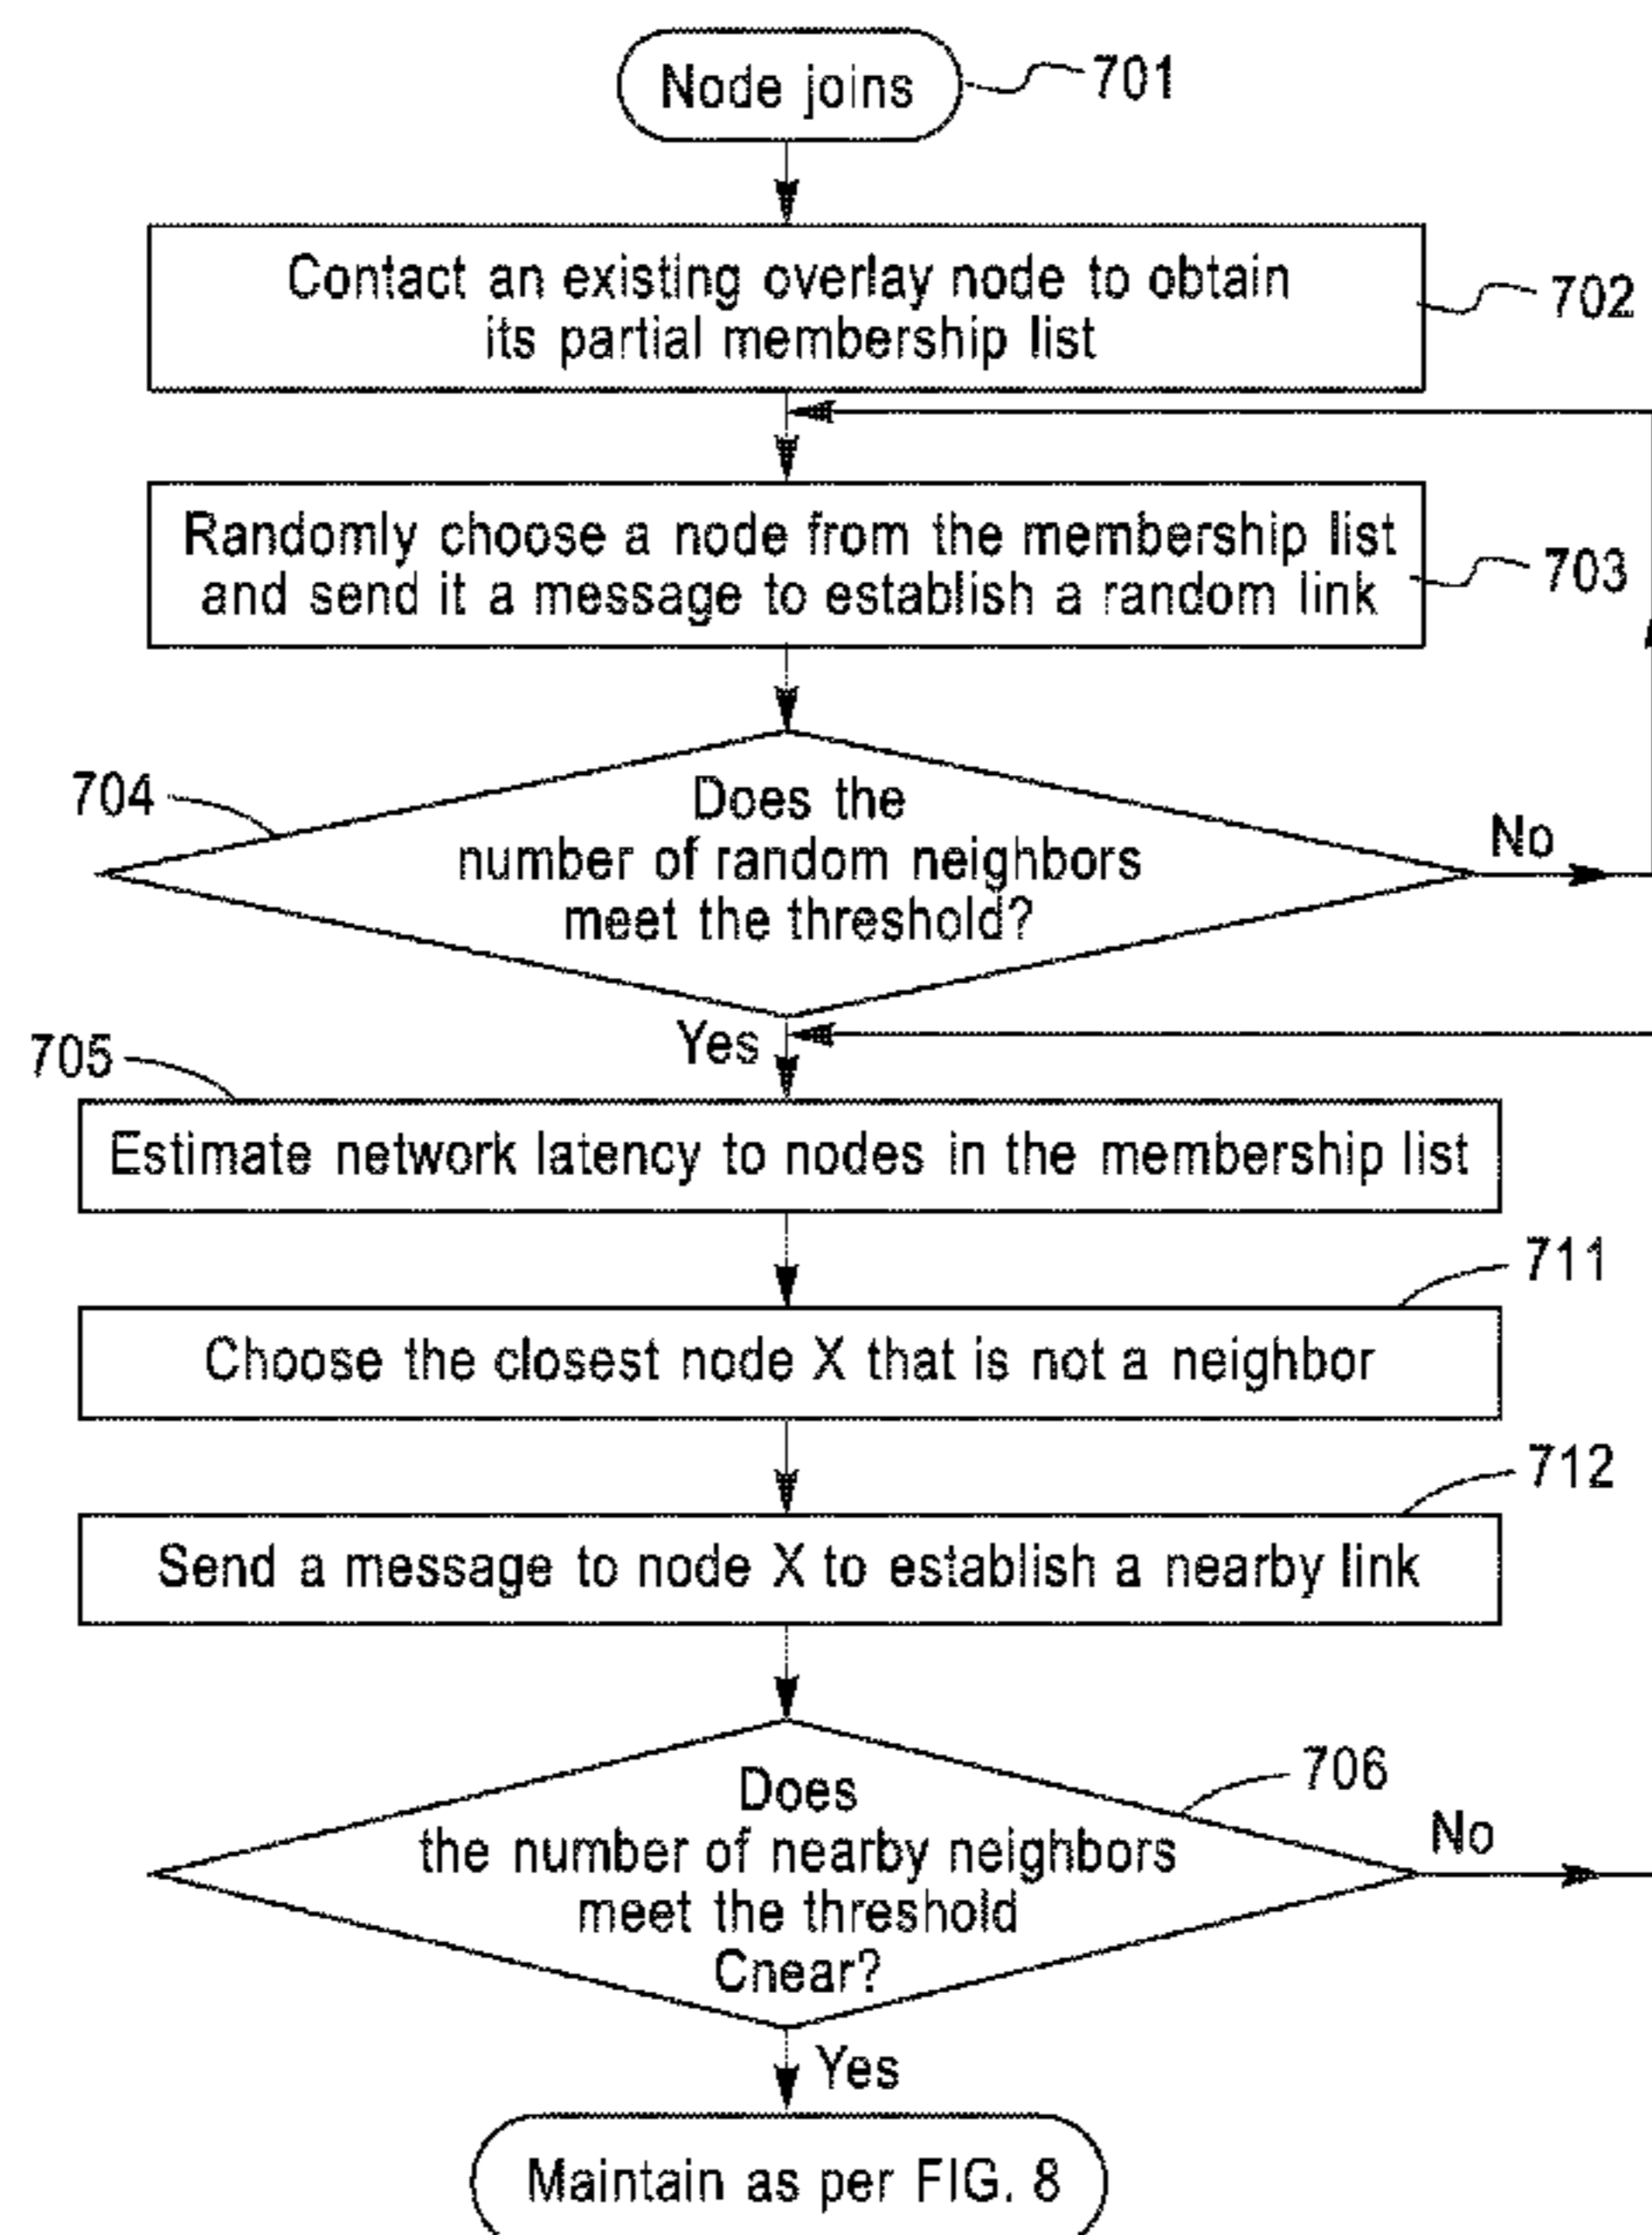 Node joins
701
Contact an existing overlay node to obtain
its partial membership list
702
Randomly choose a node from the membership list
and send it a message to establish a random link
703
704
Does the
number of random neighbors
meet the threshold?
No
Yes
705
Estimate network latency to nodes in the membership list
711
Choose the closest node X that is not a neighbor
712
Send a message to node X to establish a nearby link
706
Does
the number of nearby neighbors
meet the threshold
Cnear?
No
Yes
Maintain as per FIG. 8